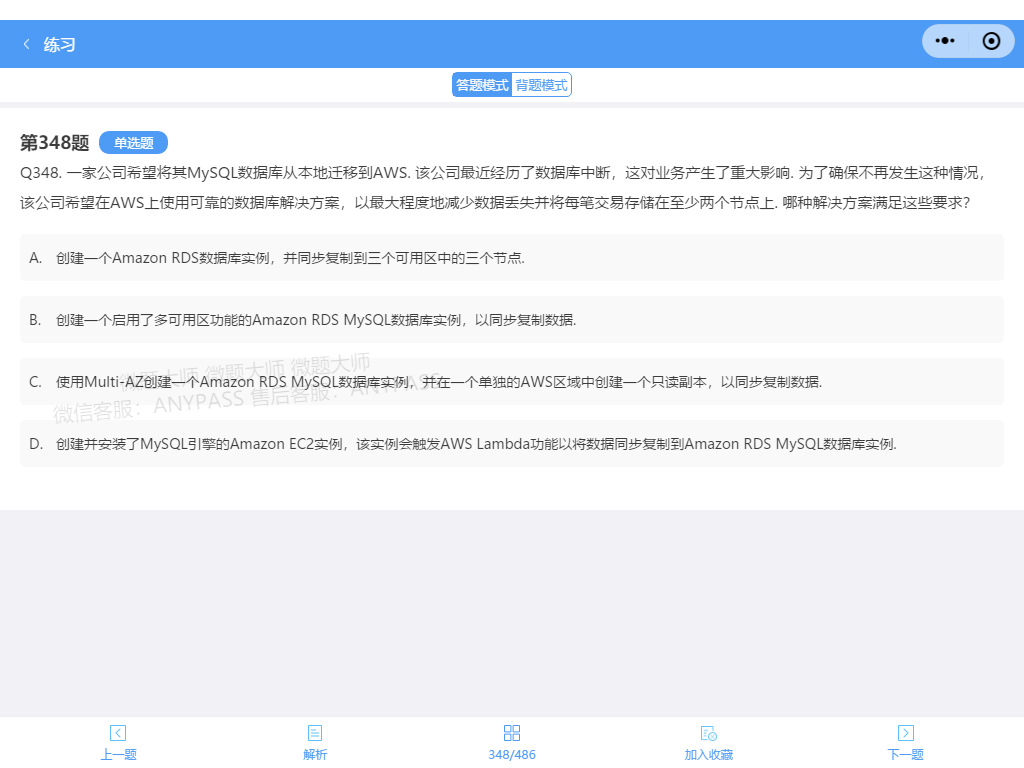 练习
答题模式 背题模式
第348题 单选题
Q348. 一家公司希望将其MySQL数据库从本地迁移到AWS. 该公司最近经历了数据库中断，这对业务产生了重大影响. 为了确保不再发生这种情况，
该公司希望在AWS上使用可靠的数据库解决方案，以最大程度地减少数据丢失并将每笔交易存储在至少两个节点上. 哪种解决方案满足这些要求？
A. 创建一个Amazon RDS数据库实例，并同步复制到三个可用区中的三个节点.
B. 创建一个启用了多可用区功能的Amazon RDS MySQL数据库实例，以同步复制数据.
微题大师 微题大师 微题大师
C. 使用Multi-AZ创建一个Amazon RDS MySQL数据库实例，并在一个单独的AWS区域中创建一个只读副本，以同步复制数据.
微信客服：ANYPASS 售后客服：ANYPASS
D. 创建并安装了MySQL引擎的Amazon EC2实例，该实例会触发AWS Lambda功能以将数据同步复制到Amazon RDS MySQL数据库实例.
上一题 解析 348/486 加入收藏 下一题